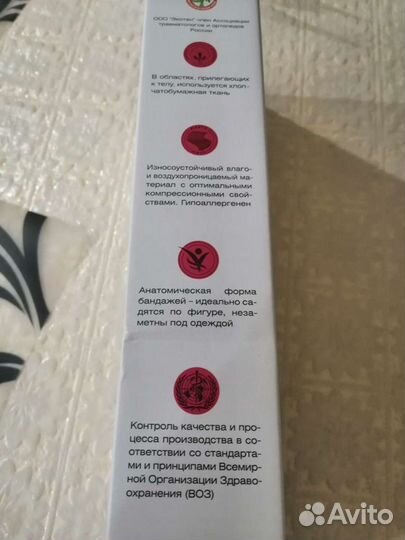 ООО "Экотен" член Ассоциации
травматологов и ортопедов
России
В областях, прилегающих
к телу, используется хлоп-
чатобумажная ткань
Износоустойчивый влаго-
и воздухопроницаемый ма-
териал с оптимальными
компрессионными свой-
ствами. Гипоаллергенен
Анатомическая форма
бандажей – идеально са-
дятся по фигуре, неза-
метны под одеждой
Контроль качества и про-
цесса производства в со-
ответствии со стандарта-
ми и принципами Всемир-
ной Организации Здраво-
охранения (ВОЗ)
Avito